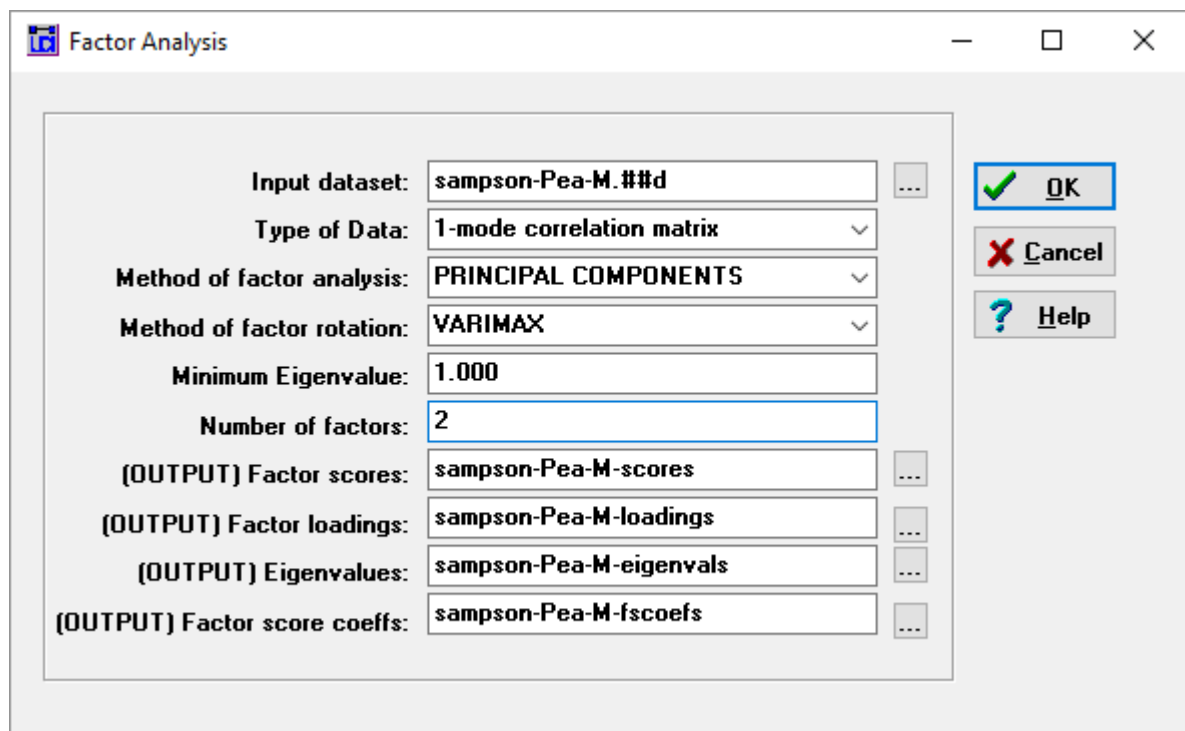 Factor Analysis
Input dataset: sampson-Pea-M.##d ...
Type of Data: 1-mode correlation matrix
Method of factor analysis: PRINCIPAL COMPONENTS
Method of factor rotation: VARIMAX
Minimum Eigenvalue: 1.000
Number of factors: 2
(OUTPUT) Factor scores: sampson-Pea-M-scores ...
(OUTPUT) Factor loadings: sampson-Pea-M-loadings ...
(OUTPUT) Eigenvalues: sampson-Pea-M-eigenvals ...
(OUTPUT) Factor score coeffs: sampson-Pea-M-fscoefs ...
OK
Cancel
Help